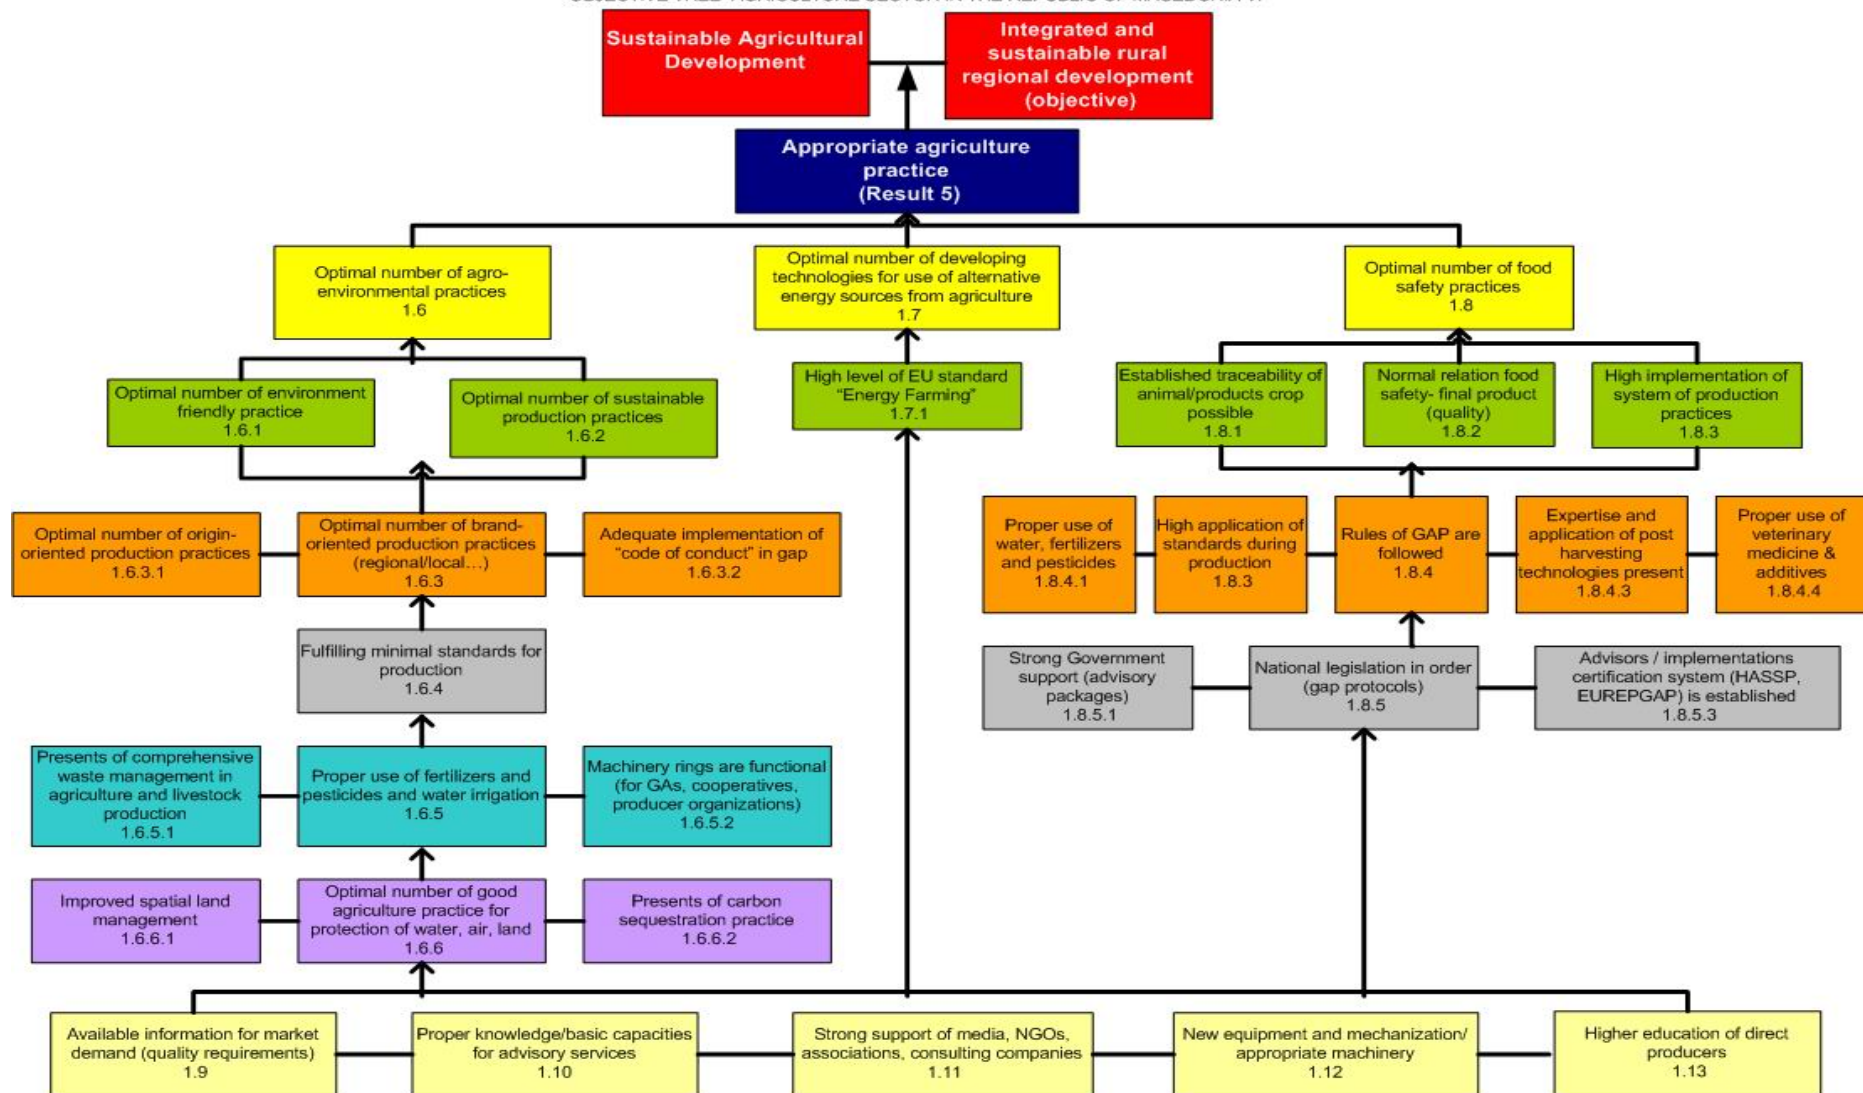 Sustainable Agricultural
Development
Integrated and
sustainable rural
regional development
(objective)
Appropriate agriculture
practice
(Result 5)
Optimal number of agro-
environmental practices
1.6
Optimal number of developing
technologies for use of alternative
energy sources from agriculture
1.7
Optimal number of food
safety practices
1.8
Optimal number of environment
friendly practice
1.6.1
Optimal number of sustainable
production practices
1.6.2
High level of EU standard
“Energy Farming”
1.7.1
Established traceability of
animal/products crop
possible
1.8.1
Normal relation food
safety- final product
(quality)
1.8.2
High implementation of
system of production
practices
1.8.3
Optimal number of origin-
oriented production practices
1.6.3.1
Optimal number of brand-
oriented production practices
(regional/local…)
1.6.3
Adequate implementation of
“code of conduct” in gap
1.6.3.2
Proper use of
water, fertilizers
and pesticides
1.8.4.1
High application of
standards during
production
1.8.3
Rules of GAP are
followed
1.8.4
Expertise and
application of post
harvesting
technologies present
1.8.4.3
Proper use of
veterinary
medicine &
additives
1.8.4.4
Fulfilling minimal standards for
production
1.6.4
Strong Government
support (advisory
packages)
1.8.5.1
National legislation in order
(gap protocols)
1.8.5
Advisors / implementations
certification system (HASSP,
EUREPGAP) is established
1.8.5.3
Presents of comprehensive
waste management in
agriculture and livestock
production
1.6.5.1
Proper use of fertilizers and
pesticides and water irrigation
1.6.5
Machinery rings are functional
(for GAs, cooperatives,
producer organizations)
1.6.5.2
Improved spatial land
management
1.6.6.1
Optimal number of good
agriculture practice for
protection of water, air, land
1.6.6
Presents of carbon
sequestration practice
1.6.6.2
Available information for market
demand (quality requirements)
1.9
Proper knowledge/basic capacities
for advisory services
1.10
Strong support of media, NGOs,
associations, consulting companies
1.11
New equipment and mechanization/
appropriate machinery
1.12
Higher education of direct
producers
1.13